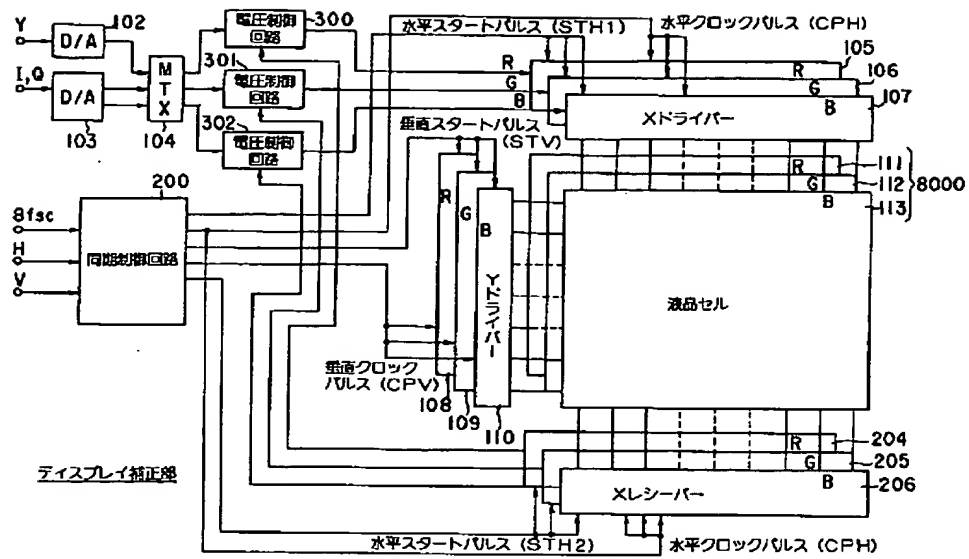 Y
102
D/A
I,Q
D/A
103
MTX
104
電圧制御
回路
300
301
電圧制御
回路
302
電圧制御
回路
水平スタートパルス(STH1)
水平クロックパルス(CPH)
R
G
B
R
G
B
105
106
107
Xドライバー
垂直スタートパルス
(STV)
200
8fsc
H
V
同期制御回路
R
G
B
Yドライバー
R
G
B
111
112
113
8000
液晶セル
垂直クロック
パルス(CPV)
108
109
110
ディスプレイ補正部
R
G
B
204
205
206
Xレシーバー
水平スタートパルス(STH2)
水平クロックパルス(CPH)